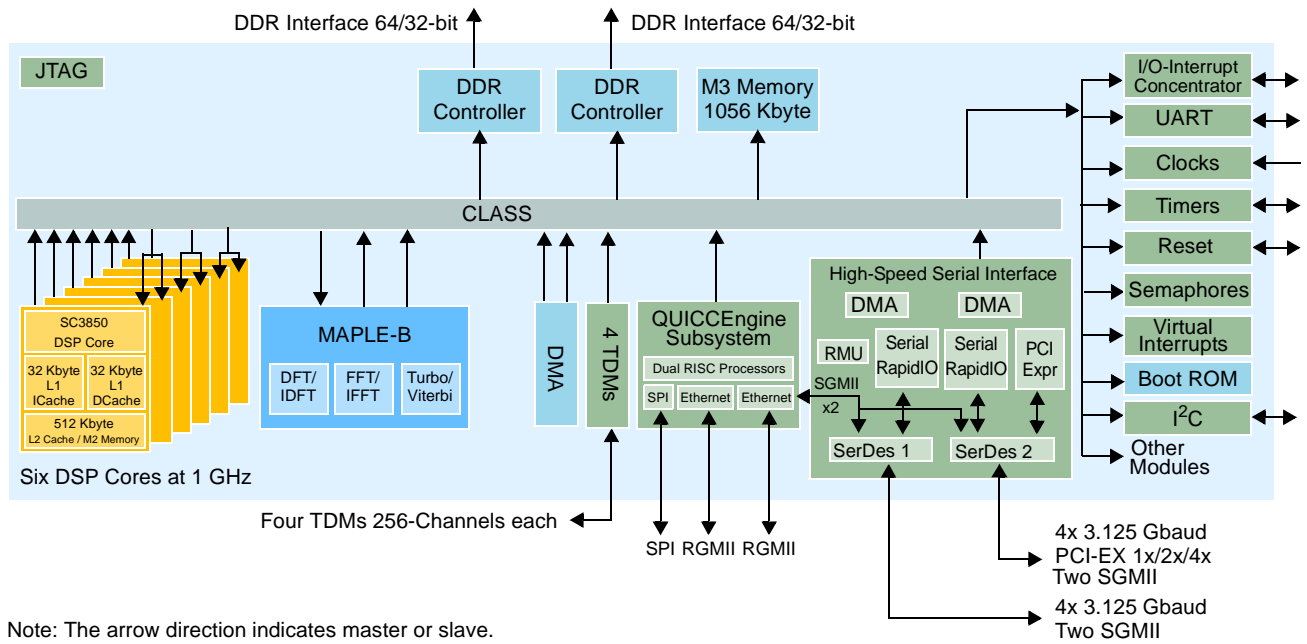 DDR Interface 64/32-bit
DDR Interface 64/32-bit
JTAG
DDR
Controller
DDR
Controller
M3 Memory
1056 Kbyte
I/O-Interrupt
Concentrator
UART
Clocks
Timers
Reset
Semaphores
Virtual
Interrupts
Boot ROM
I²C
Other
Modules
CLASS
SC3850
DSP Core
32 Kbyte
L1
ICache
32 Kbyte
L1
DCache
512 Kbyte
L2 Cache / M2 Memory
Six DSP Cores at 1 GHz
MAPLE-B
DFT/
IDFT
FFT/
IFFT
Turbo/
Viterbi
DMA
4 TDMs
QUICCEngine
Subsystem
Dual RISC Processors
SPI
Ethernet
Ethernet
High-Speed Serial Interface
DMA
DMA
RMU
Serial
RapidIO
Serial
RapidIO
PCI
Expr
SGMII
x2
SerDes 1
SerDes 2
Four TDMs 256-Channels each
SPI
RGMII
RGMII
4x 3.125 Gbaud
PCI-EX 1x/2x/4x
Two SGMII
4x 3.125 Gbaud
Two SGMII
Note: The arrow direction indicates master or slave.